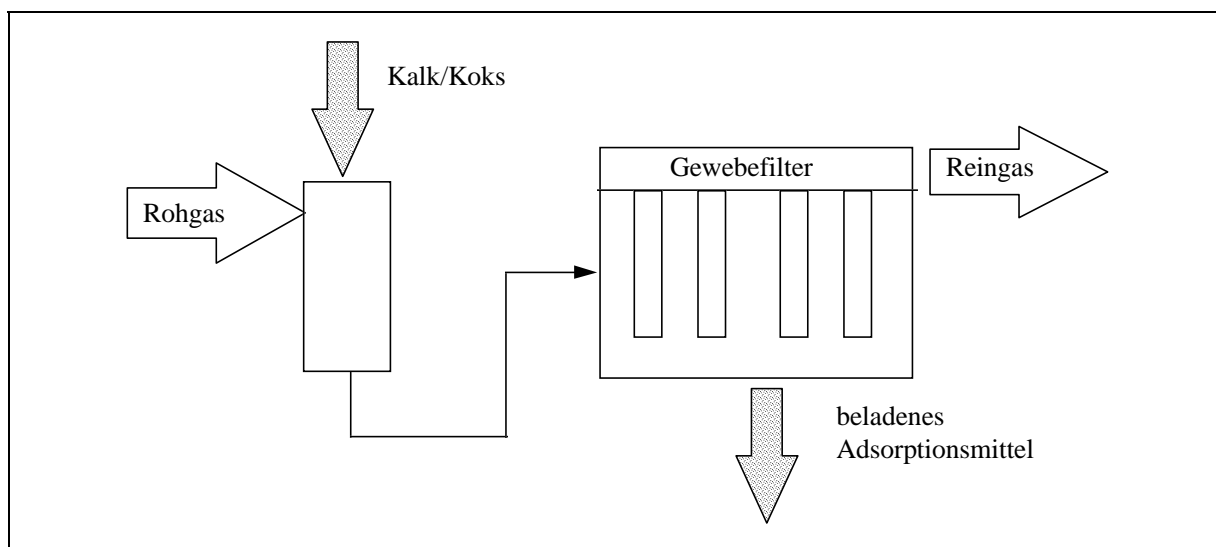 Kalk/Koks
Rohgas
Gewebefilter
Reingas
beladenes
Adsorptionsmittel